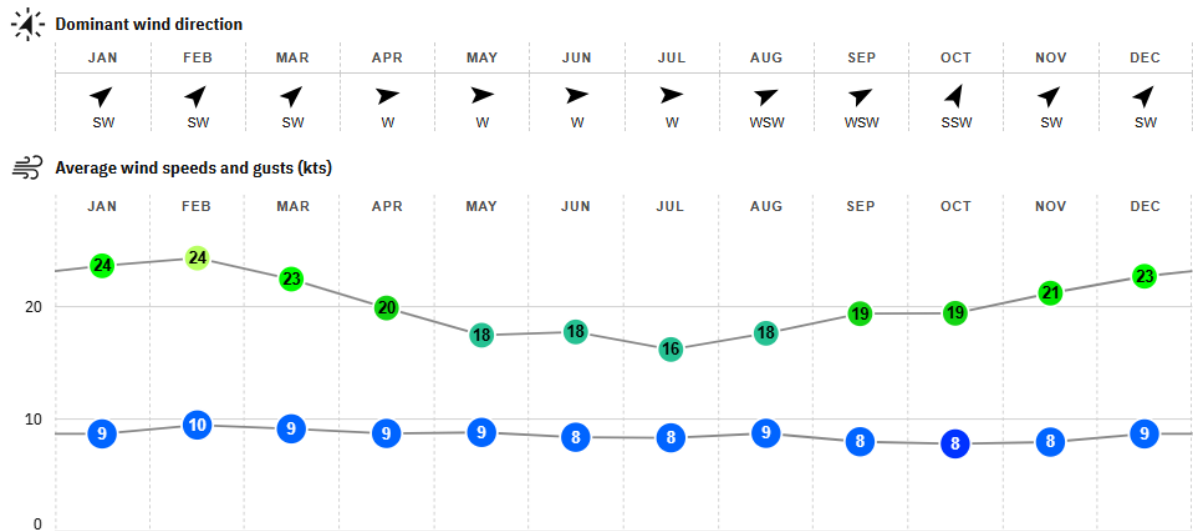 Dominant wind direction
JAN FEB MAR APR MAY JUN JUL AUG SEP OCT NOV DEC
SW SW SW W W W W WSW WSW SSW SW SW
Average wind speeds and gusts (kts)
JAN FEB MAR APR MAY JUN JUL AUG SEP OCT NOV DEC
24 24 23 20 18 18 16 18 19 19 21 23
20
10
9 10 9 9 9 8 8 9 8 8 8 9
0